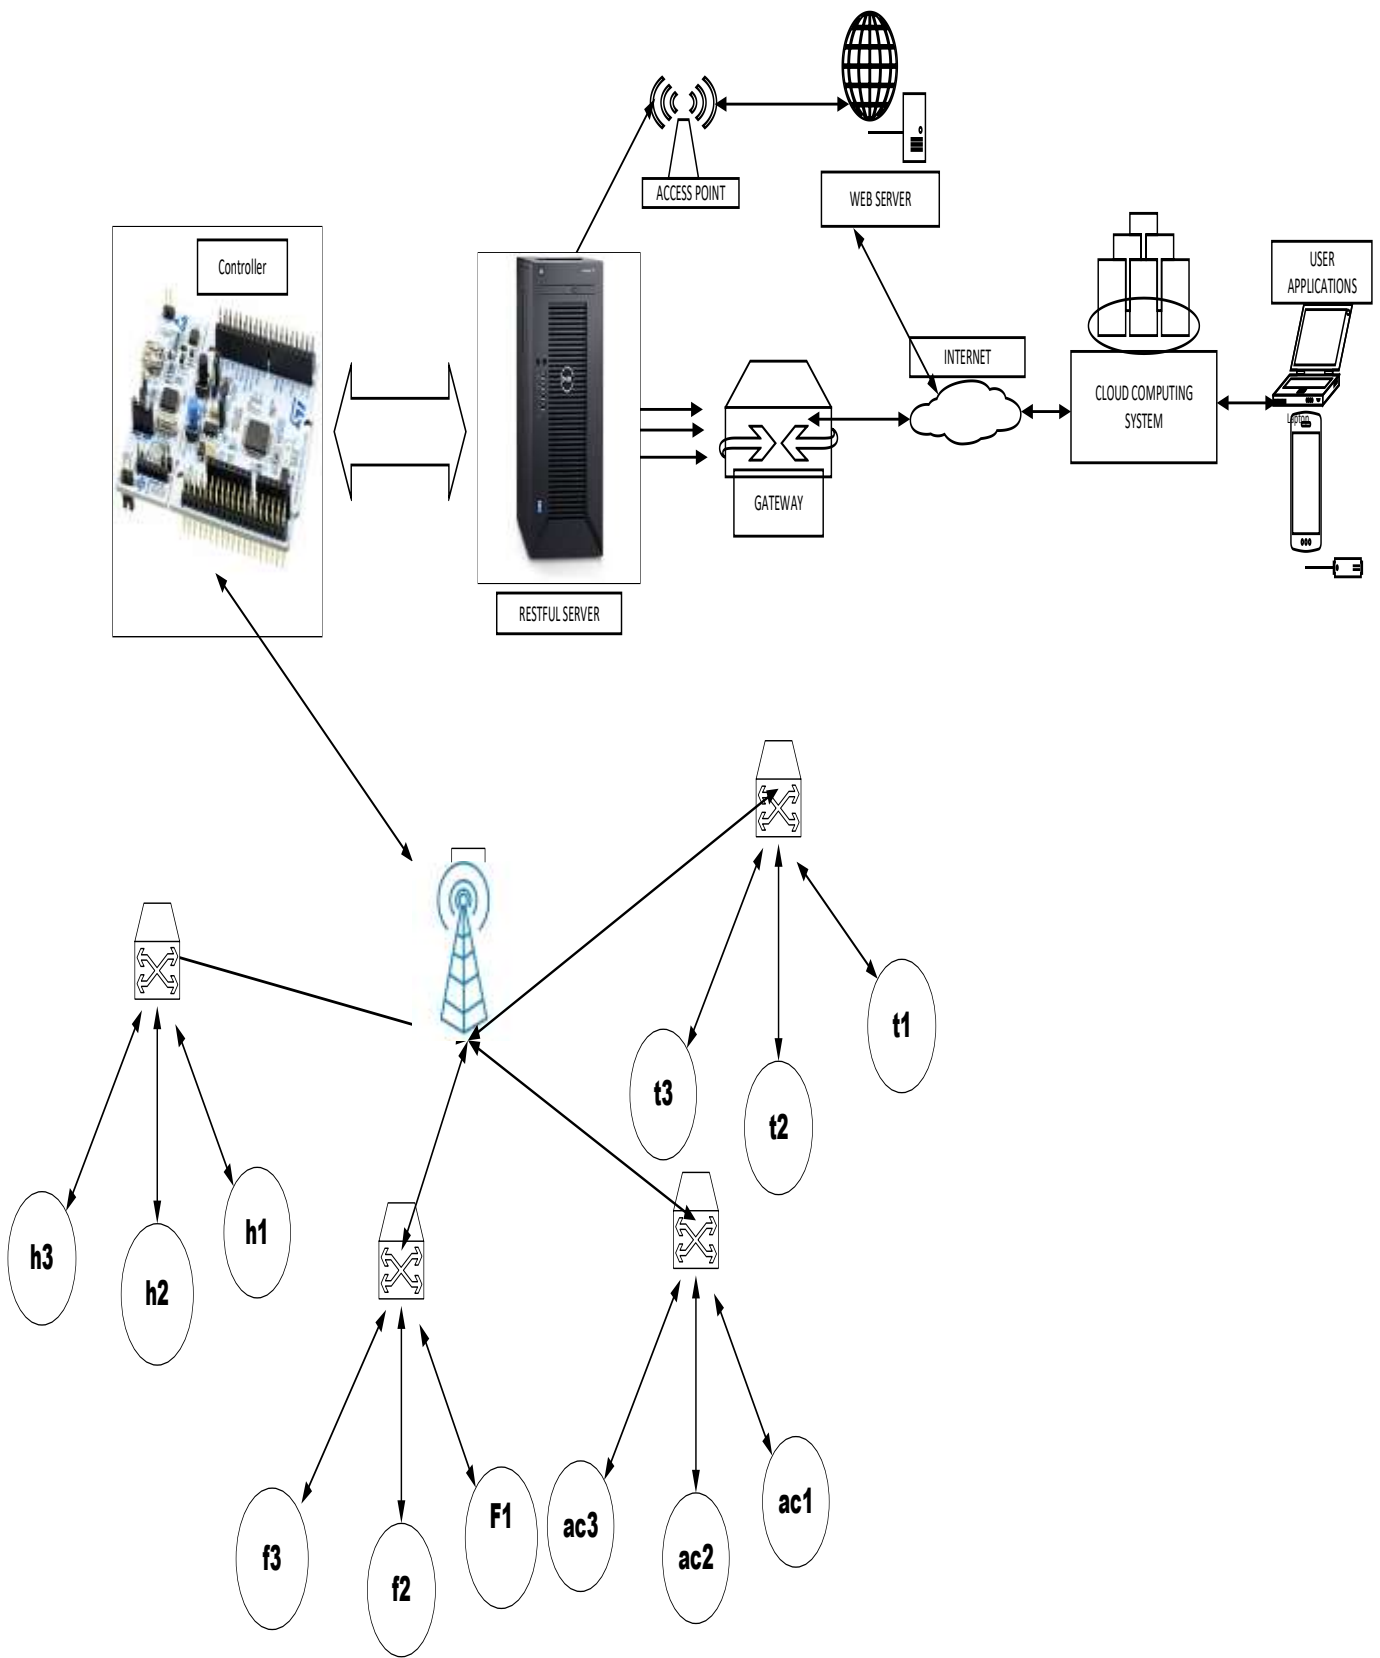 ACCESS POINT
WEB SERVER
Controller
USER
APPLICATIONS
INTERNET
CLOUD COMPUTING
SYSTEM
Laptop
GATEWAY
RESTFUL SERVER
t1
t3
t2
h1
h3
h2
ac1
F1
ac3
ac2
f3
f2